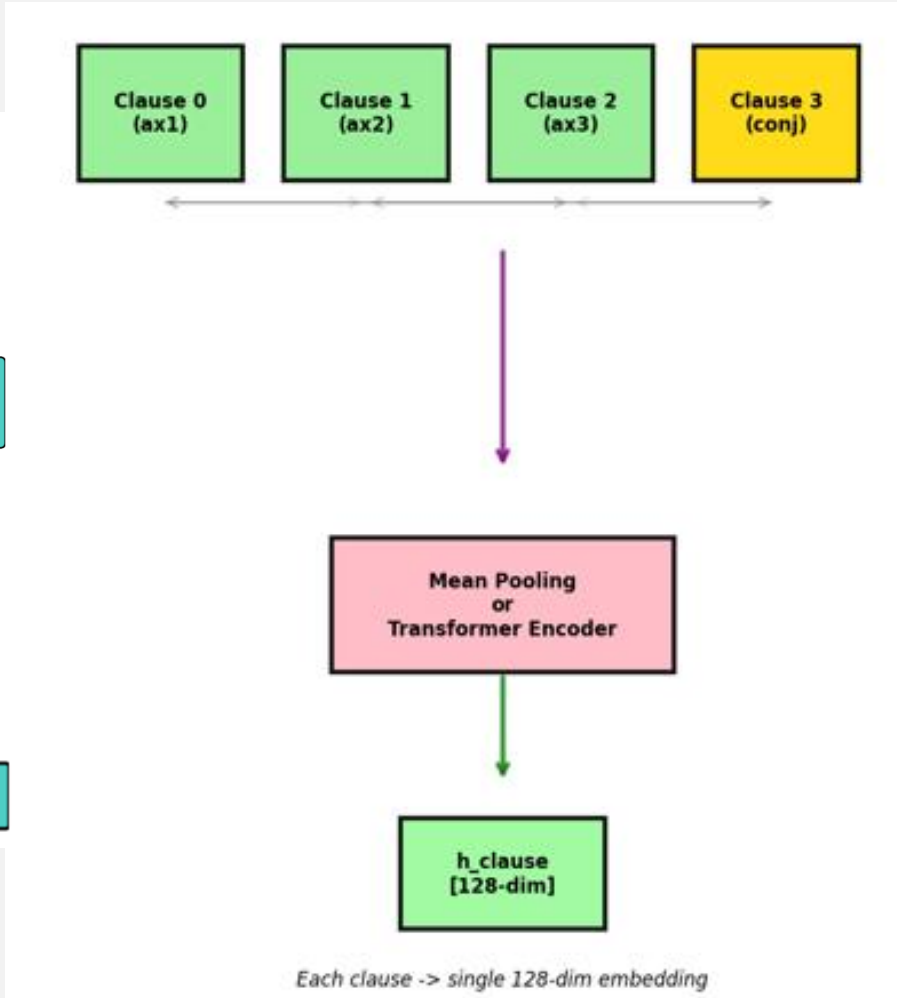 Clause 0
(ax1)
Clause 1
(ax2)
Clause 2
(ax3)
Clause 3
(conj)
Mean Pooling
or
Transformer Encoder
h_clause
[128-dim]
Each clause -> single 128-dim embedding